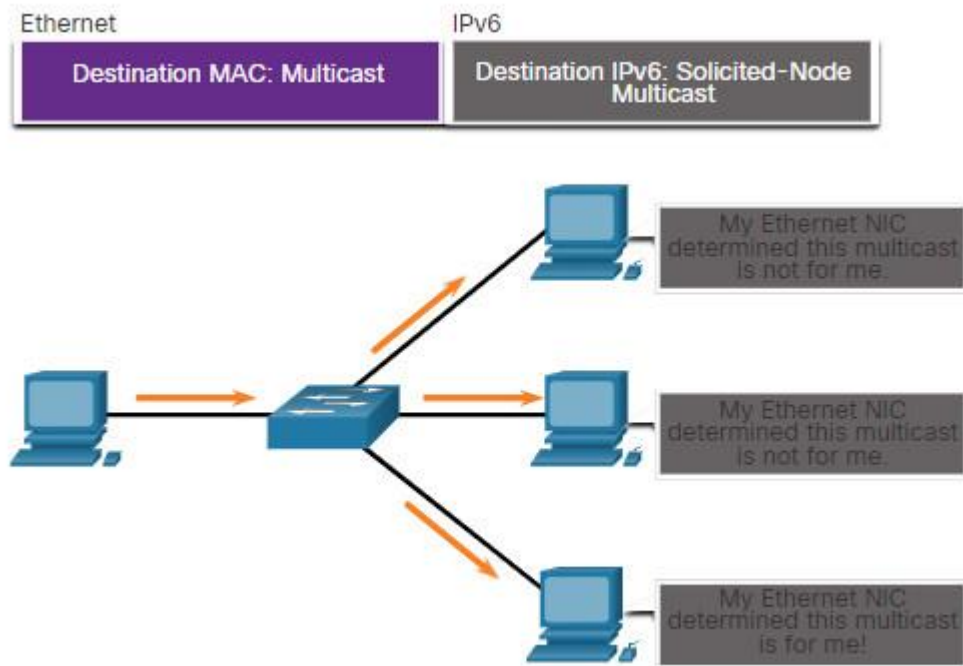 Ethernet
IPv6
Destination MAC: Multicast
Destination IPv6: Solicited-Node
Multicast
My Ethernet NIC
determined this multicast
is not for me.
My Ethernet NIC
determined this multicast
is not for me.
My Ethernet NIC
determined this multicast
is for me!